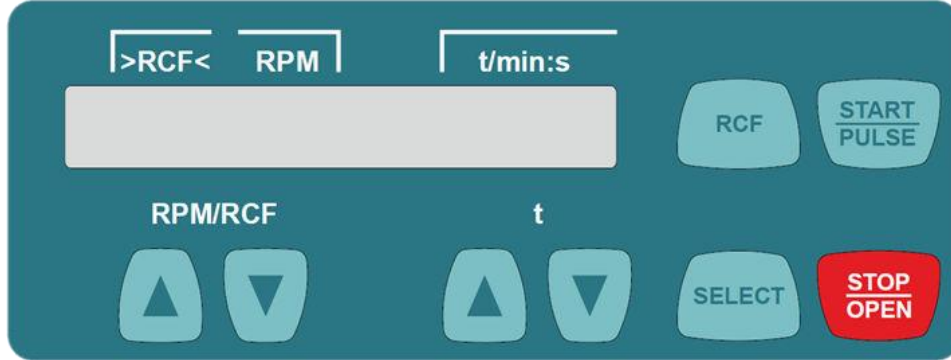 >RCF< RPM t/min:s
RCF
START
PULSE
RPM/RCF t
SELECT
STOP
OPEN